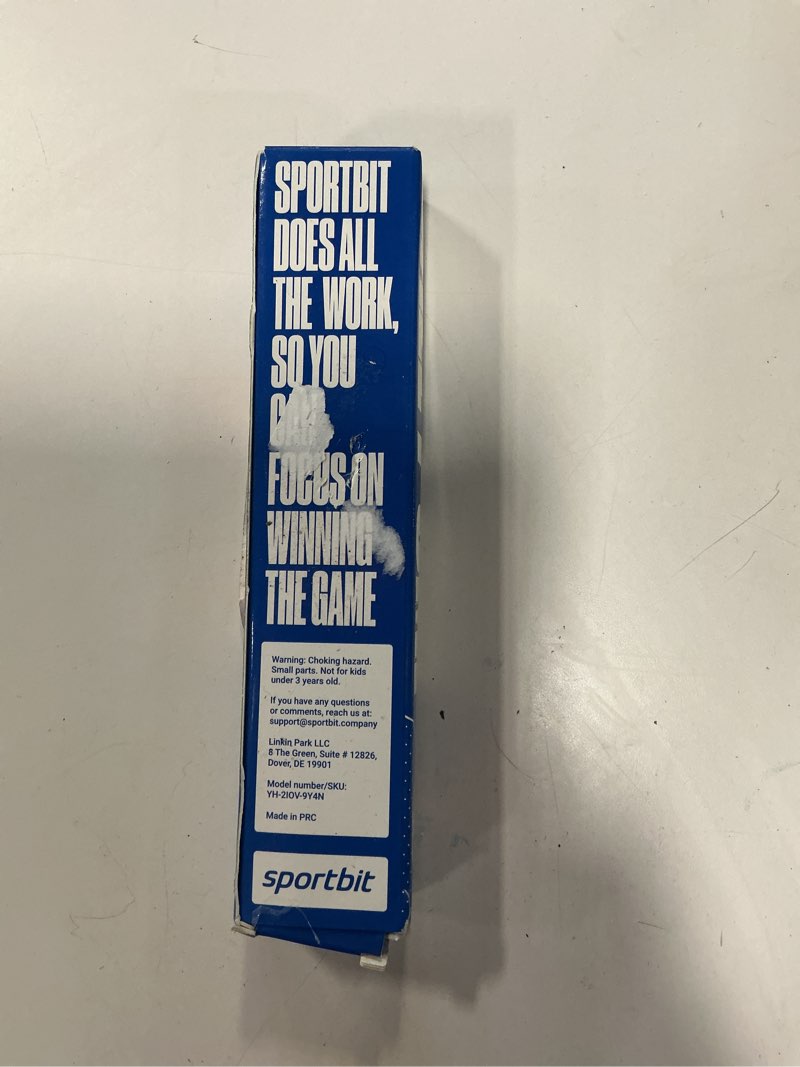 SPORTBIT
DOES ALL
THE WORK,
SO YOU
CAN
FOCUS ON
WINNING
THE GAME
Warning: Choking hazard.
Small parts. Not for kids
under 3 years old.
If you have any questions
or comments, reach us at:
support@sportbit.company
Linkin Park LLC
8 The Green, Suite # 12826,
Dover, DE 19901
Model number/SKU:
YH-2IOV-9Y4N
Made in PRC
sportbit